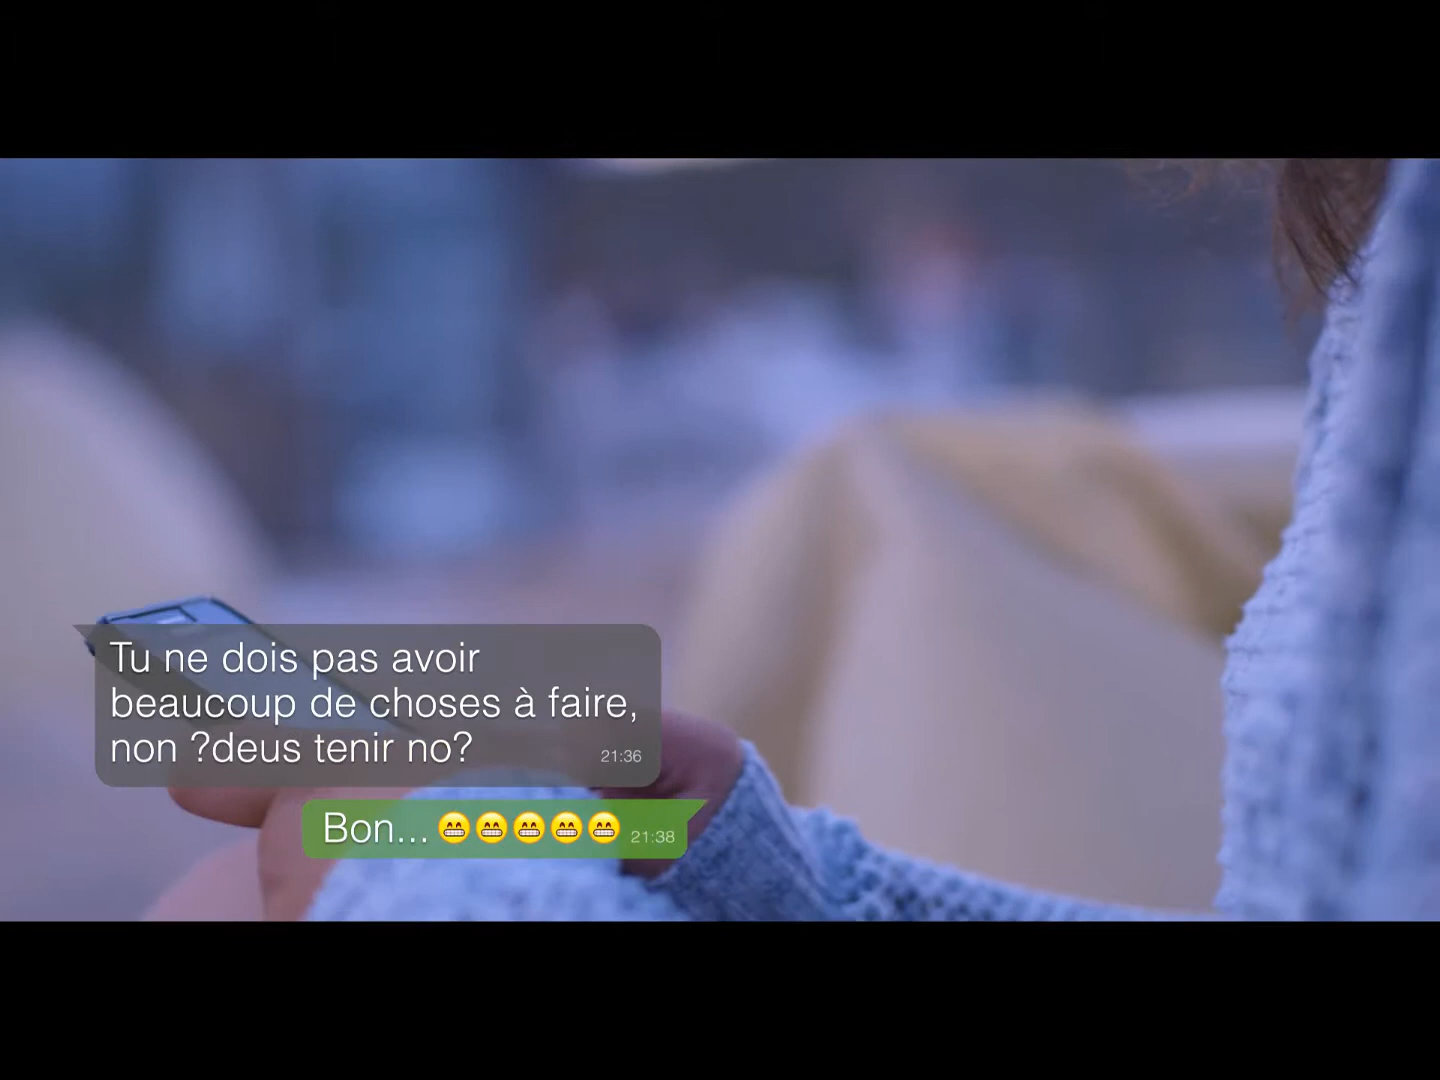 Tu ne dois pas avoir
beaucoup de choses à faire,
non ?deus tenir no?
21:36
Bon...😁😁😁😁😁 21:38